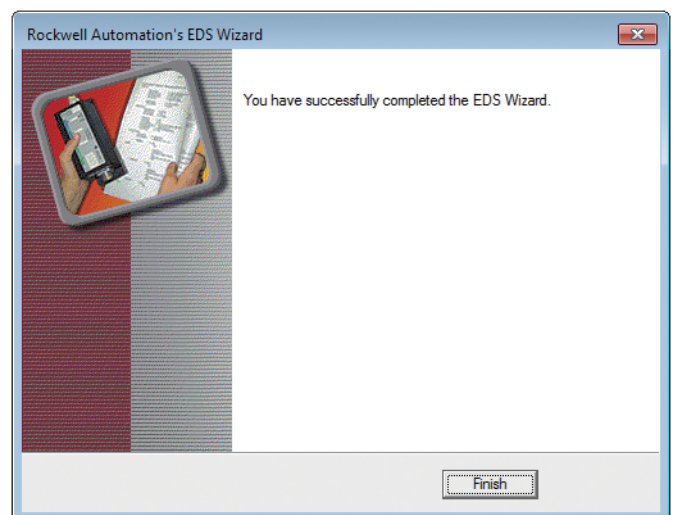 Rockwell Automation's EDS Wizard
You have successfully completed the EDS Wizard.
Finish